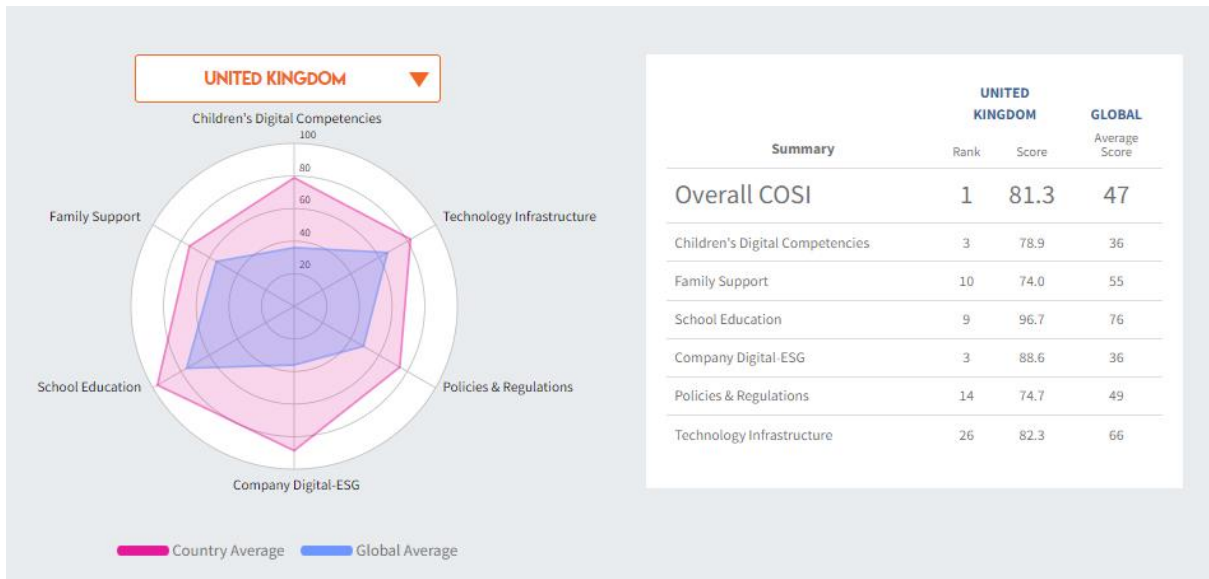 UNITED KINGDOM
Children's Digital Competencies
100
80
60
40
20
Family Support
Technology Infrastructure
School Education
Policies & Regulations
Company Digital-ESG
Country Average Global Average
UNITED
KINGDOM GLOBAL
Summary Rank Score Average
Score
Overall COSI 1 81.3 47
Children's Digital Competencies 3 78.9 36
Family Support 10 74.0 55
School Education 9 96.7 76
Company Digital-ESG 3 88.6 36
Policies & Regulations 14 74.7 49
Technology Infrastructure 26 82.3 66